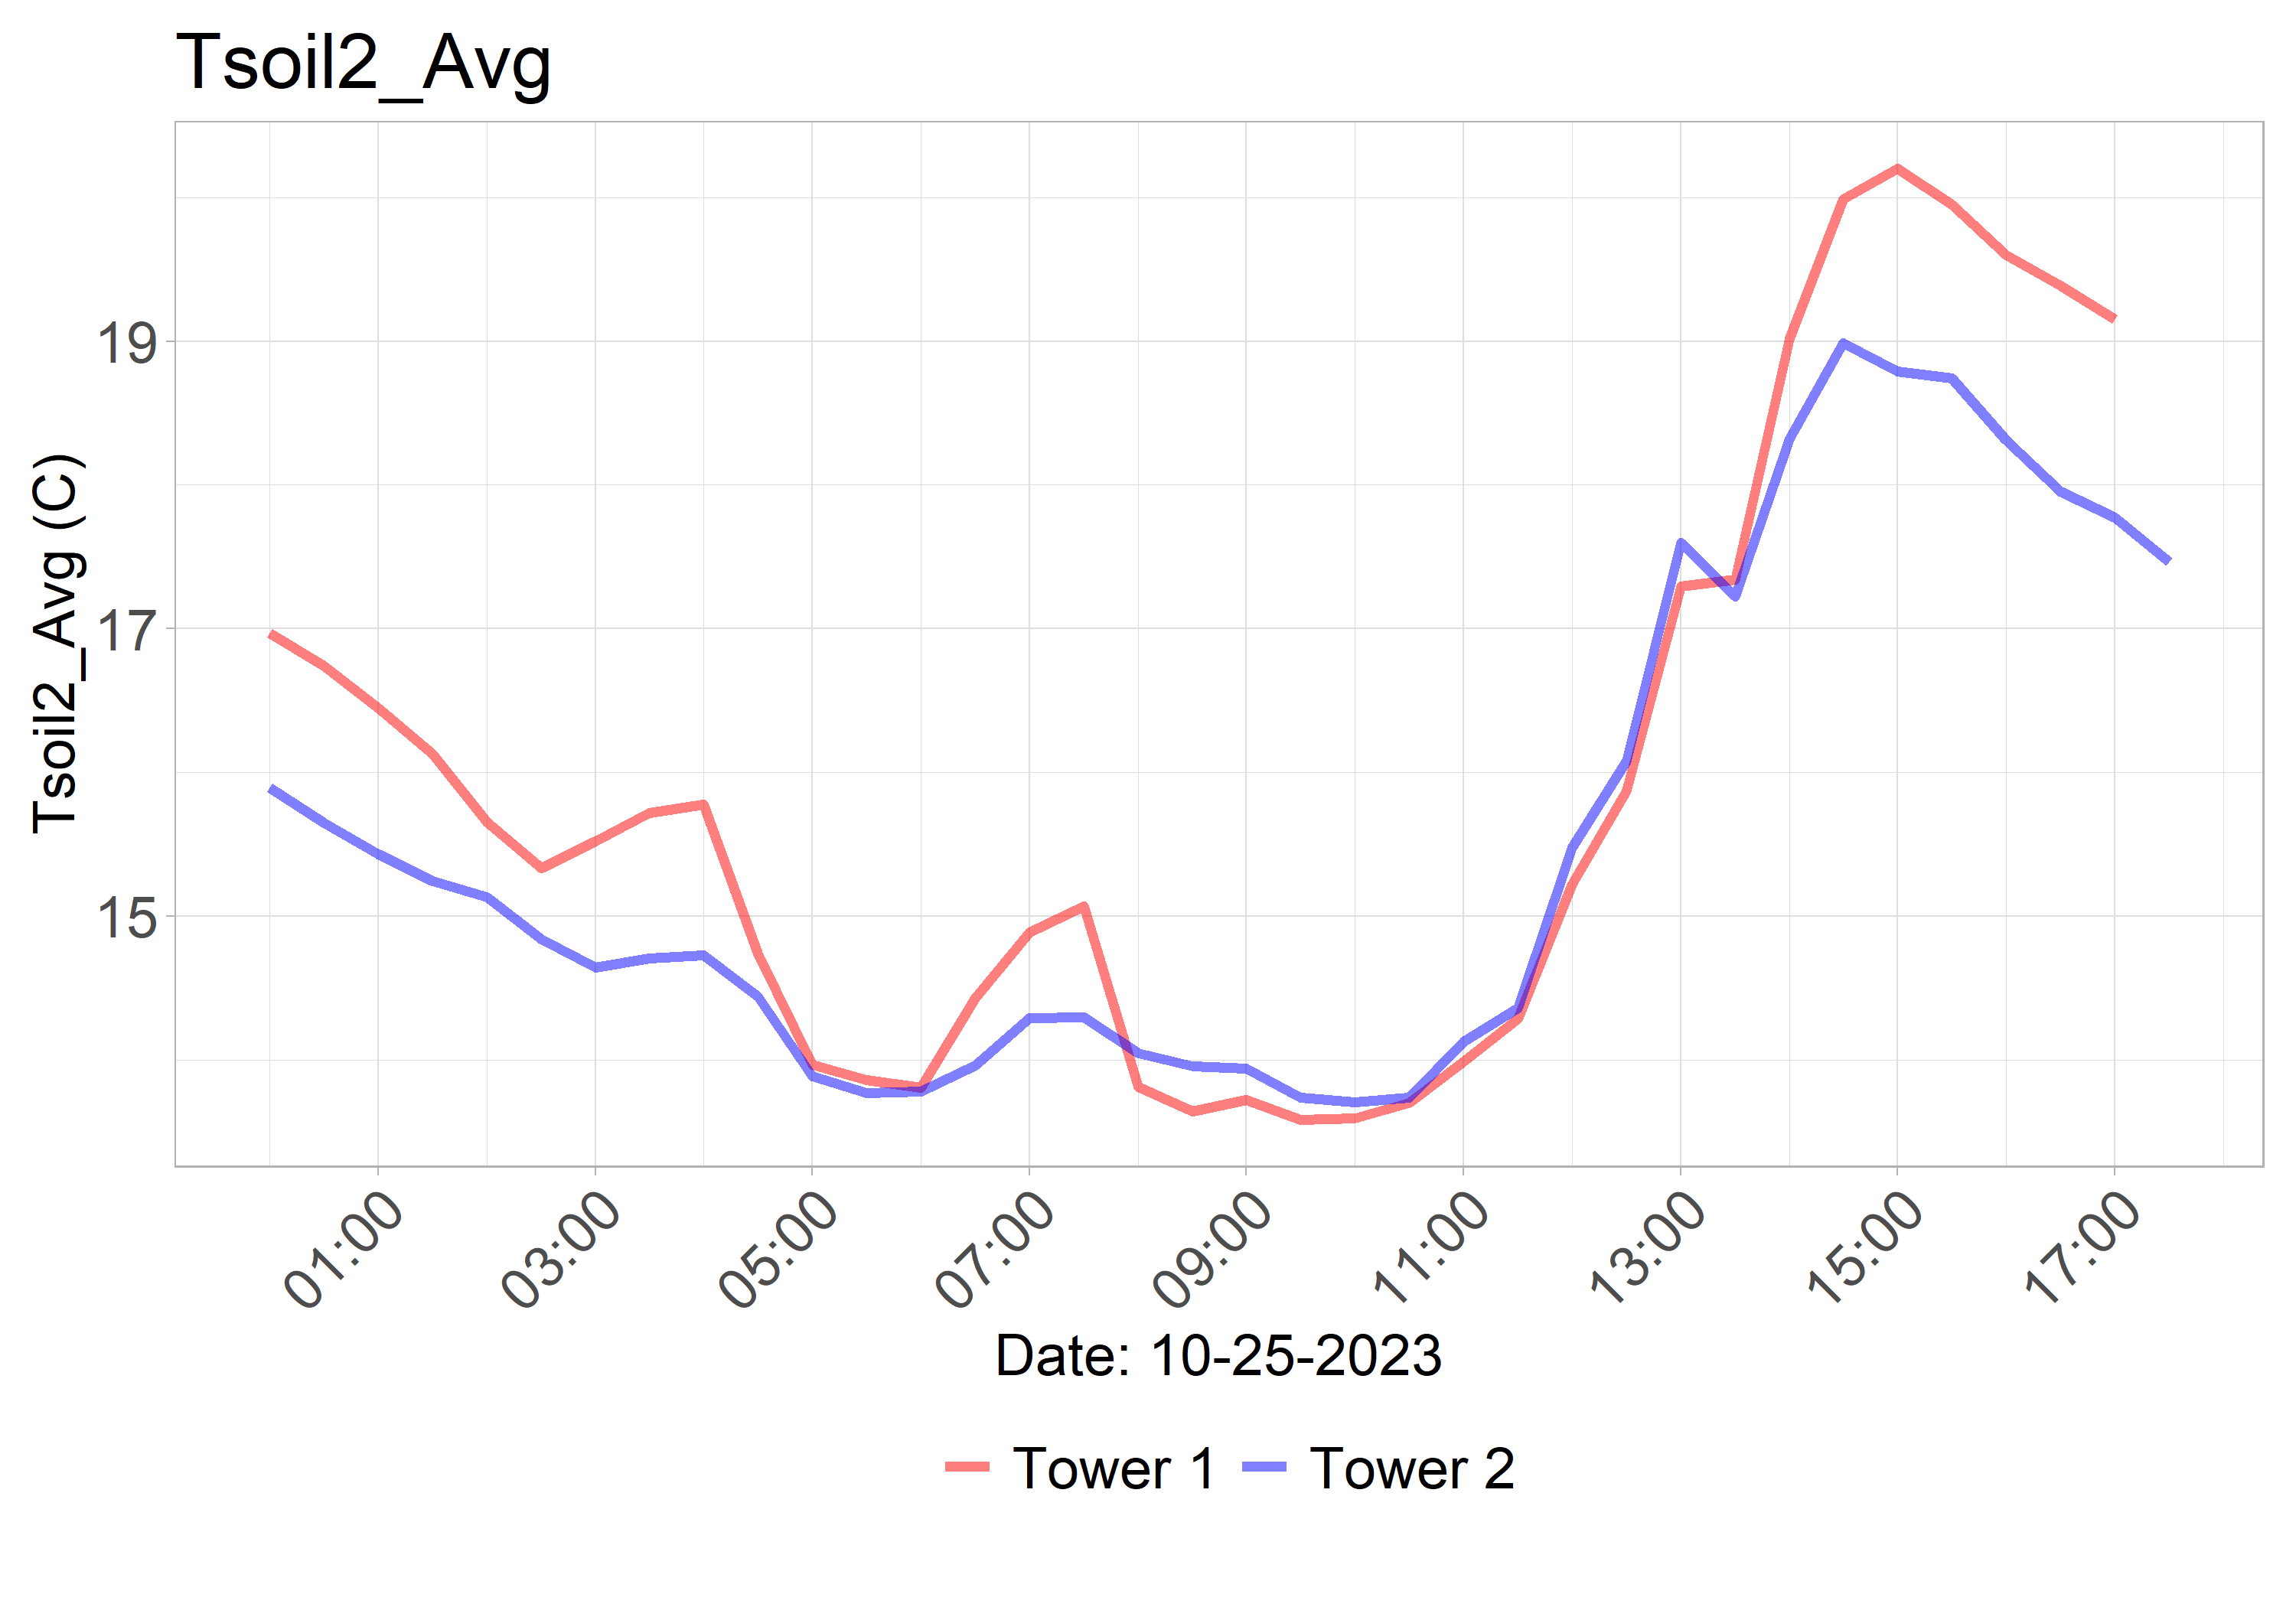 Tsoil2_Avg
Tsoil2_Avg (C)
19
17
15
01:00 03:00 05:00 07:00 09:00 11:00 13:00 15:00 17:00
Date: 10-25-2023
Tower 1 Tower 2